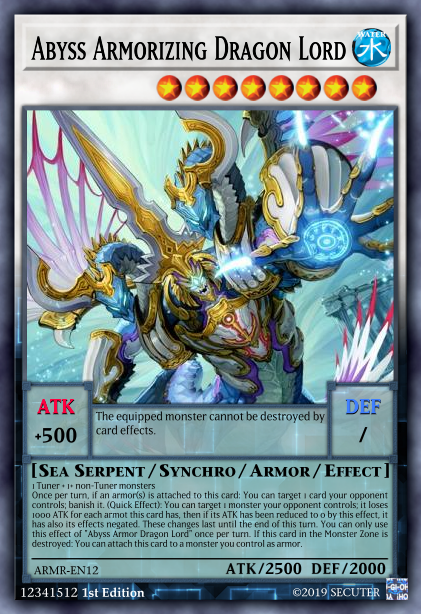 Abyss Armorizing Dragon Lord
WATER
水
ATK
+500
The equipped monster cannot be destroyed by
card effects.
DEF
/
[Sea Serpent / Synchro / Armor / Effect]
1 Tuner + 1+ non-Tuner monsters
Once per turn, if an armor(s) is attached to this card: You can target 1 card your opponent
controls; banish it. (Quick Effect): You can target 1 monster your opponent controls; it loses
1000 ATK for each armot this card has, then if its ATK has been reduced to 0 by this effect, it
has also its effects negated. These changes last until the end of this turn. You can only use
this effect of "Abyss Armor Dragon Lord" once per turn. If this card in the Monster Zone is
destroyed: You can attach this card to a monster you control as armor.
ARMR-EN12
ATK/2500 DEF/2000
12341512 1st Edition
©2019 SECUTER